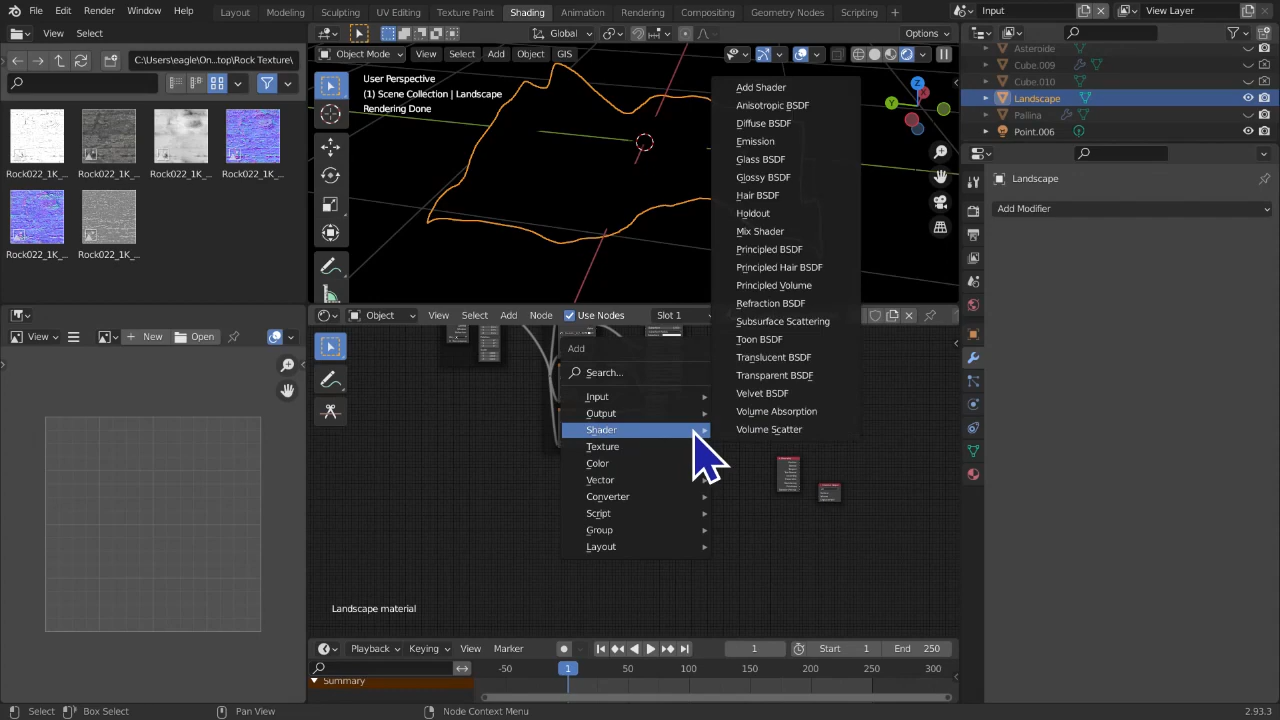 File Edit Render Window Help Layout Modeling Sculpting UV Editing Texture Paint Shading Animation Rendering Compositing Geometry Nodes Scripting + Input View Layer
View Select
Global Options
C:\eagle\On...top\Rock Texture\
Object Mode View Select Add Object GIS
User Perspective
(1) Scene Collection | Landscape
Rendering Done
Rock022_1K_...
Rock022_1K_...
Rock022_1K_...
Rock022_1K_...
Rock022_1K_...
Rock022_1K_...
Z
Y
Add Shader
Anisotropic BSDF
Diffuse BSDF
Emission
Glass BSDF
Glossy BSDF
Hair BSDF
Holdout
Mix Shader
Principled BSDF
Principled Hair BSDF
Principled Volume
Refraction BSDF
Subsurface Scattering
Toon BSDF
Translucent BSDF
Transparent BSDF
Velvet BSDF
Volume Absorption
Volume Scatter
Asteroide
Cube.009
Cube.010
Landscape
Pallina
Point.006
Landscape
Add Modifier
View New Open
Object View Select Add Node Use Nodes Slot 1
Add
Search...
Input
Output
Shader
Texture
Color
Vector
Converter
Script
Group
Layout
Landscape material
Playback Keying View Marker 1 Start 1 End 250
-50 1 50 100 150 200 250 300
Summary
Select Box Select Pan View Node Context Menu 2.93.3